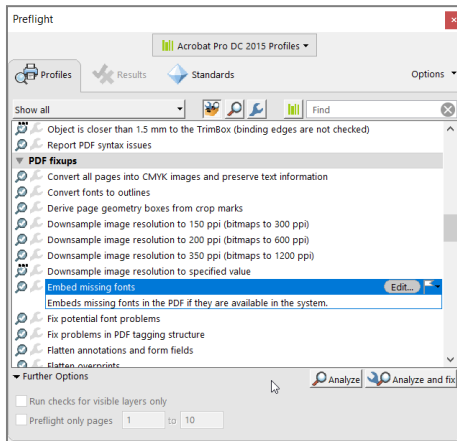 Preflight
Acrobat Pro DC 2015 Profiles
Profiles
Results
Standards
Options
Show all
Find
Object is closer than 1.5 mm to the TrimBox (binding edges are not checked)
Report PDF syntax issues
PDF fixups
Convert all pages into CMYK images and preserve text information
Convert fonts to outlines
Derive page geometry boxes from crop marks
Downsample image resolution to 150 ppi (bitmaps to 300 ppi)
Downsample image resolution to 200 ppi (bitmaps to 600 ppi)
Downsample image resolution to 350 ppi (bitmaps to 1200 ppi)
Downsample image resolution to specified value
Embed missing fonts Edit...
Embeds missing fonts in the PDF if they are available in the system.
Fix potential font problems
Fix problems in PDF tagging structure
Flatten annotations and form fields
Flatten overprints
Further Options
Analyze
Analyze and fix
Run checks for visible layers only
Preflight only pages 1 to 10